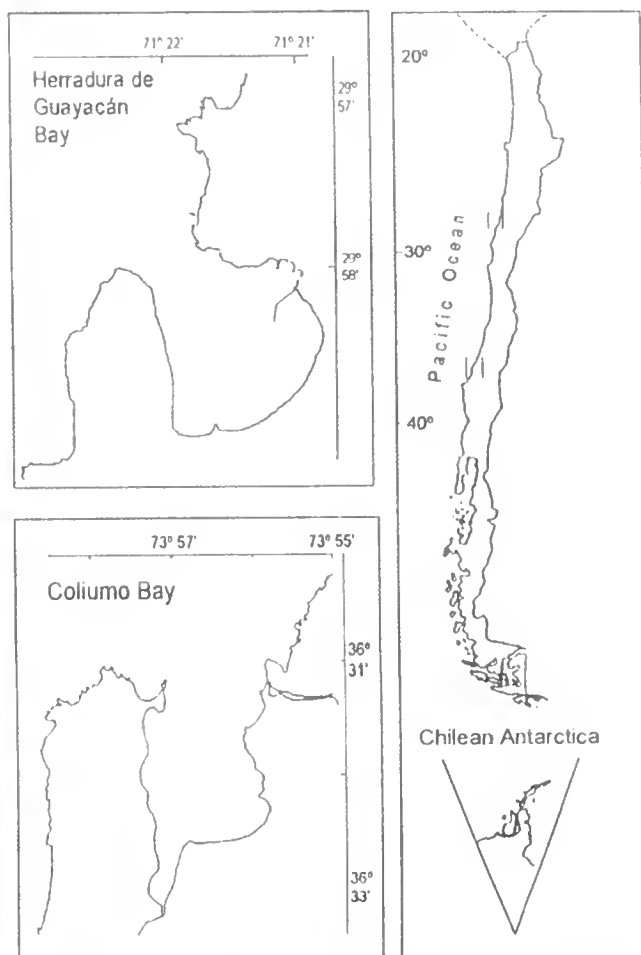 71° 22'
71° 21'
Herradura de
Guayacán
Bay
29°
57'
29°
58'
73° 57'
73° 55'
Coliumo Bay
36°
31'
36°
33'
20°
30°
40°
Pacific Ocean
Chilean Antarctica